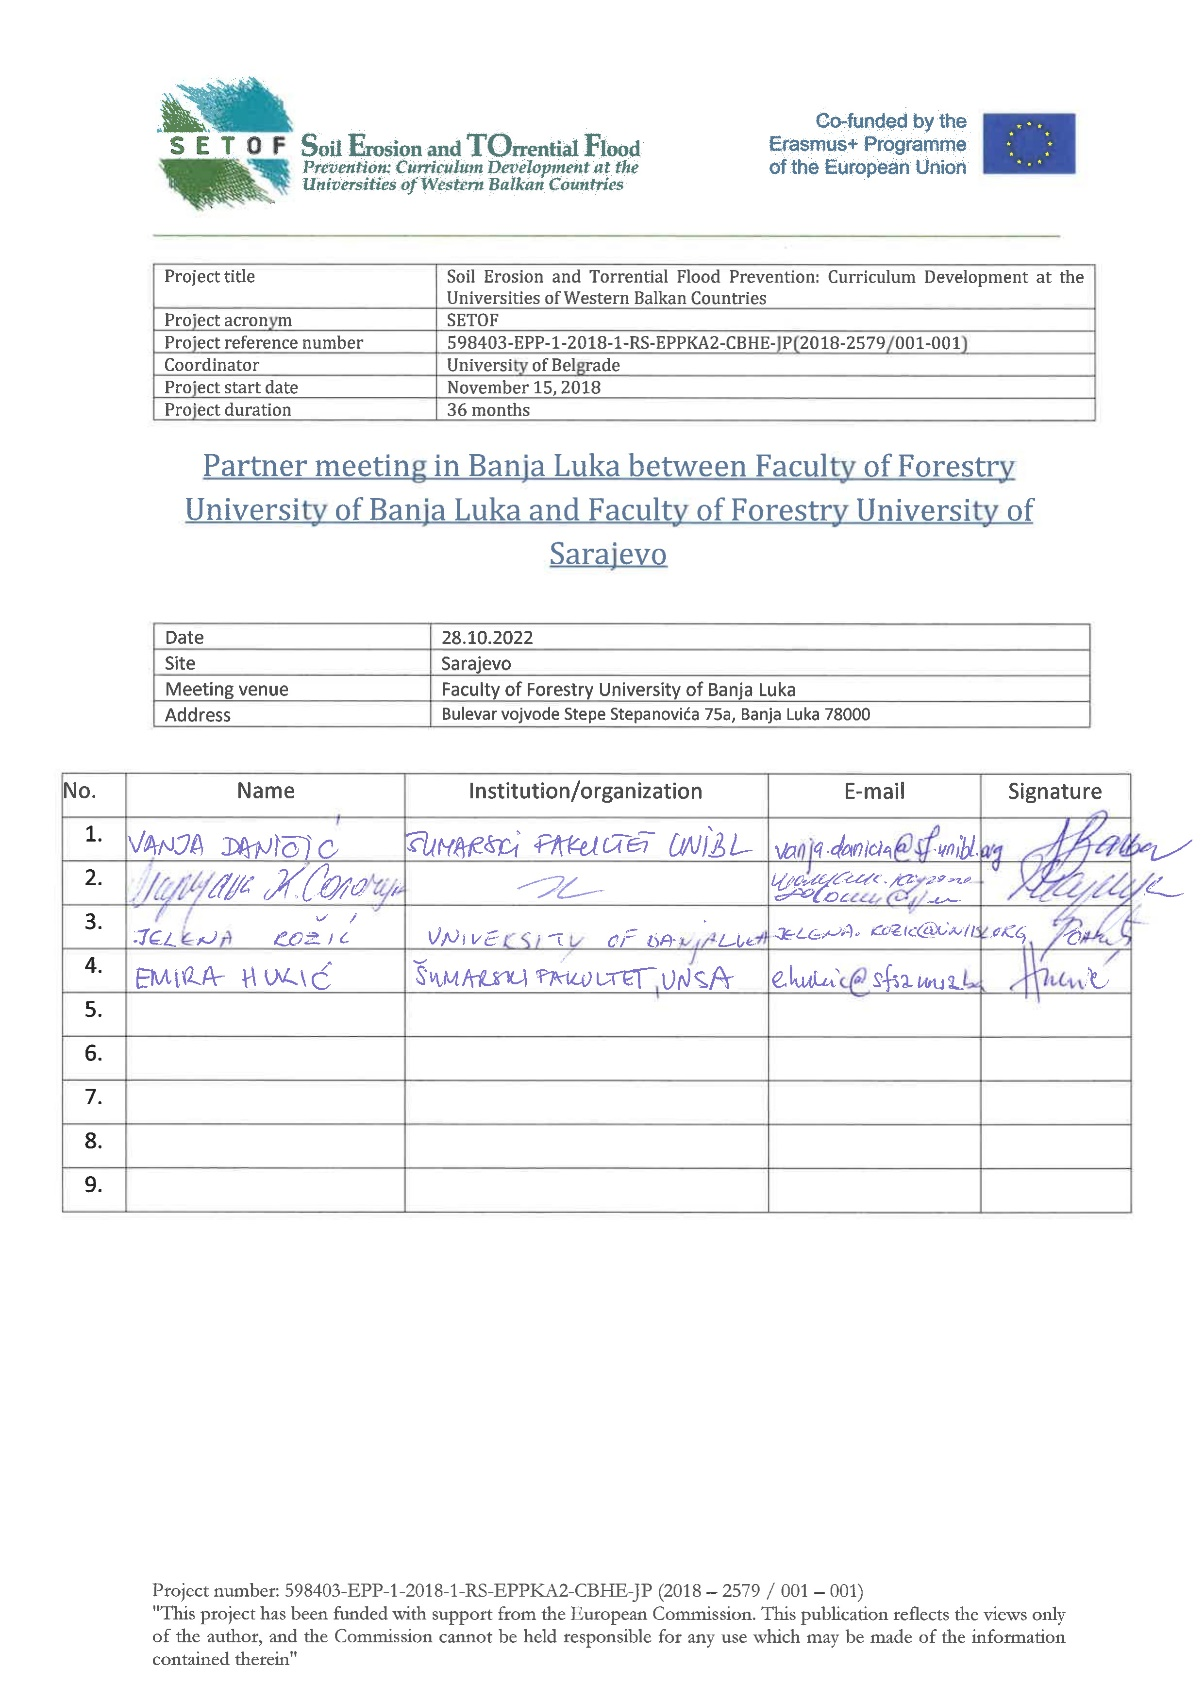 SETOF Soil Erosion and TOrrential Flood
Prevention: Curriculum Development at the
Universities of Western Balkan Countries
Co-funded by the
Erasmus+ Programme
of the European Union
Project title Soil Erosion and Torrential Flood Prevention: Curriculum Development at the
Universities of Western Balkan Countries
Project acronym SETOF
Project reference number 598403-EPP-1-2018-1-RS-EPPKA2-CBHE-JP(2018-2579/001-001)
Coordinator University of Belgrade
Project start date November 15, 2018
Project duration 36 months
Partner meeting in Banja Luka between Faculty of Forestry
University of Banja Luka and Faculty of Forestry University of
Sarajevo
Date 28.10.2022
Site Sarajevo
Meeting venue Faculty of Forestry University of Banja Luka
Address Bulevar vojvode Stepe Stepanovića 75a, Banja Luka 78000
No. Name Institution/organization E-mail Signature
1. VANJA DANIČIĆ ŠUMARSKI FAKULTET UNIBL vanja.danicic@sf.unibl.org
2.
3. JELENA KOŽIĆ UNIVERSITY OF BANJALUKA JELENA.KOZIC@UNIBL.ORG
4. EMIRA HUKIĆ ŠUMARSKI FAKULTET, UNSA
5.
6.
7.
8.
9.
Project number: 598403-EPP-1-2018-1-RS-EPPKA2-CBHE-JP (2018 – 2579 / 001 – 001)
"This project has been funded with support from the European Commission. This publication reflects the views only
of the author, and the Commission cannot be held responsible for any use which may be made of the information
contained therein"